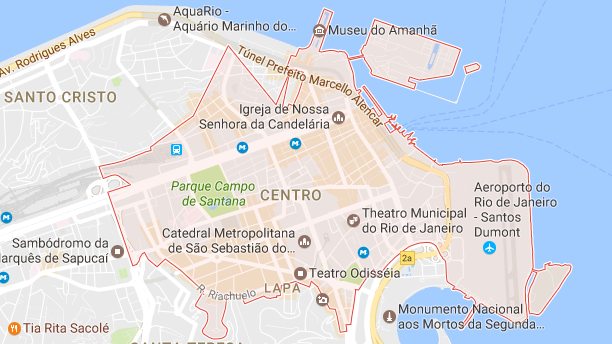 AquaRio -
Aquário Marinho do...
Museu do Amanhã
Av. Rodrigues Alves
Túnel Prefeito Marcello Alencar
SANTO CRISTO
Igreja de Nossa
Senhora da Candelária
Parque Campo
de Santana
CENTRO
Aeroporto do
Rio de Janeiro
- Santos
Dumont
Theatro Municipal
do Rio de Janeiro
Catedral Metropolitana
de São Sebastião do...
Sambódromo da
Marquês de Sapucaí
2a
Teatro Odisséia
R. Riachuelo
LAPA
Monumento Nacional
aos Mortos da Segunda...
Tia Rita Sacolé
SANTA TERESA